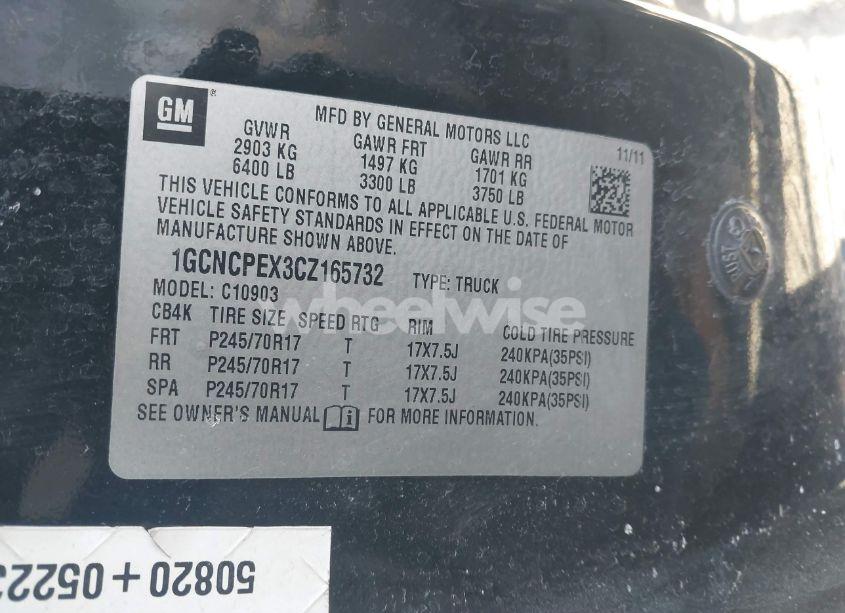 GM
MFD BY GENERAL MOTORS LLC
11/11
GVWR GAWR FRT GAWR RR
2903 KG 1497 KG 1701 KG
6400 LB 3300 LB 3750 LB
THIS VEHICLE CONFORMS TO ALL APPLICABLE U.S. FEDERAL MOTOR
VEHICLE SAFETY STANDARDS IN EFFECT ON THE DATE OF
MANUFACTURE SHOWN ABOVE.
1GCNCPEX3CZ165732 TYPE: TRUCK
MODEL: C10903
wheelwise
CB4K TIRE SIZE SPEED RTG RIM COLD TIRE PRESSURE
FRT P245/70R17 T 17X7.5J 240KPA(35PSI)
RR P245/70R17 T 17X7.5J 240KPA(35PSI)
SPA P245/70R17 T 17X7.5J 240KPA(35PSI)
SEE OWNER'S MANUAL FOR MORE INFORMATION.
50820+05223